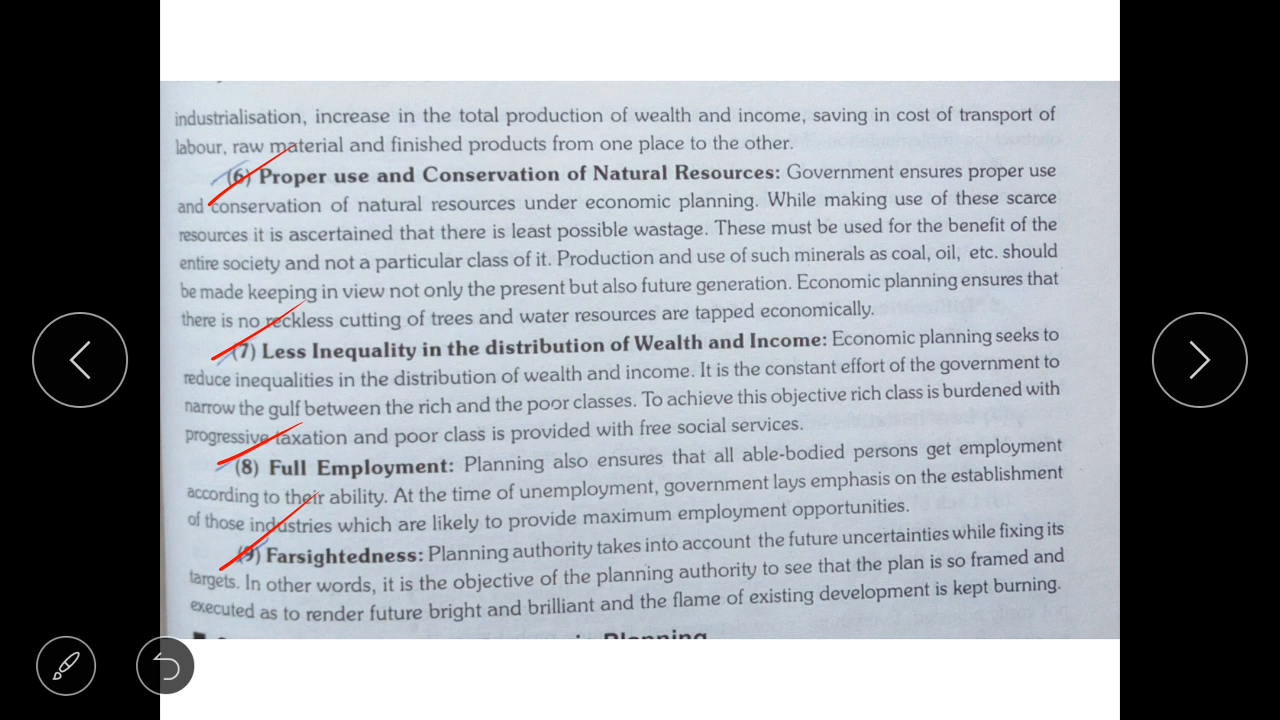 industrialisation, increase in the total production of wealth and income, saving in cost of transport of
labour, raw material and finished products from one place to the other.
(6) Proper use and Conservation of Natural Resources: Government ensures proper use
and conservation of natural resources under economic planning. While making use of these scarce
resources it is ascertained that there is least possible wastage. These must be used for the benefit of the
entire society and not a particular class of it. Production and use of such minerals as coal, oil, etc. should
be made keeping in view not only the present but also future generation. Economic planning ensures that
there is no reckless cutting of trees and water resources are tapped economically.
(7) Less Inequality in the distribution of Wealth and Income: Economic planning seeks to
reduce inequalities in the distribution of wealth and income. It is the constant effort of the government to
narrow the gulf between the rich and the poor classes. To achieve this objective rich class is burdened with
progressive taxation and poor class is provided with free social services.
(8) Full Employment: Planning also ensures that all able-bodied persons get employment
according to their ability. At the time of unemployment, government lays emphasis on the establishment
of those industries which are likely to provide maximum employment opportunities.
(9) Farsightedness: Planning authority takes into account the future uncertainties while fixing its
targets. In other words, it is the objective of the planning authority to see that the plan is so framed and
executed as to render future bright and brilliant and the flame of existing development is kept burning.
Planning